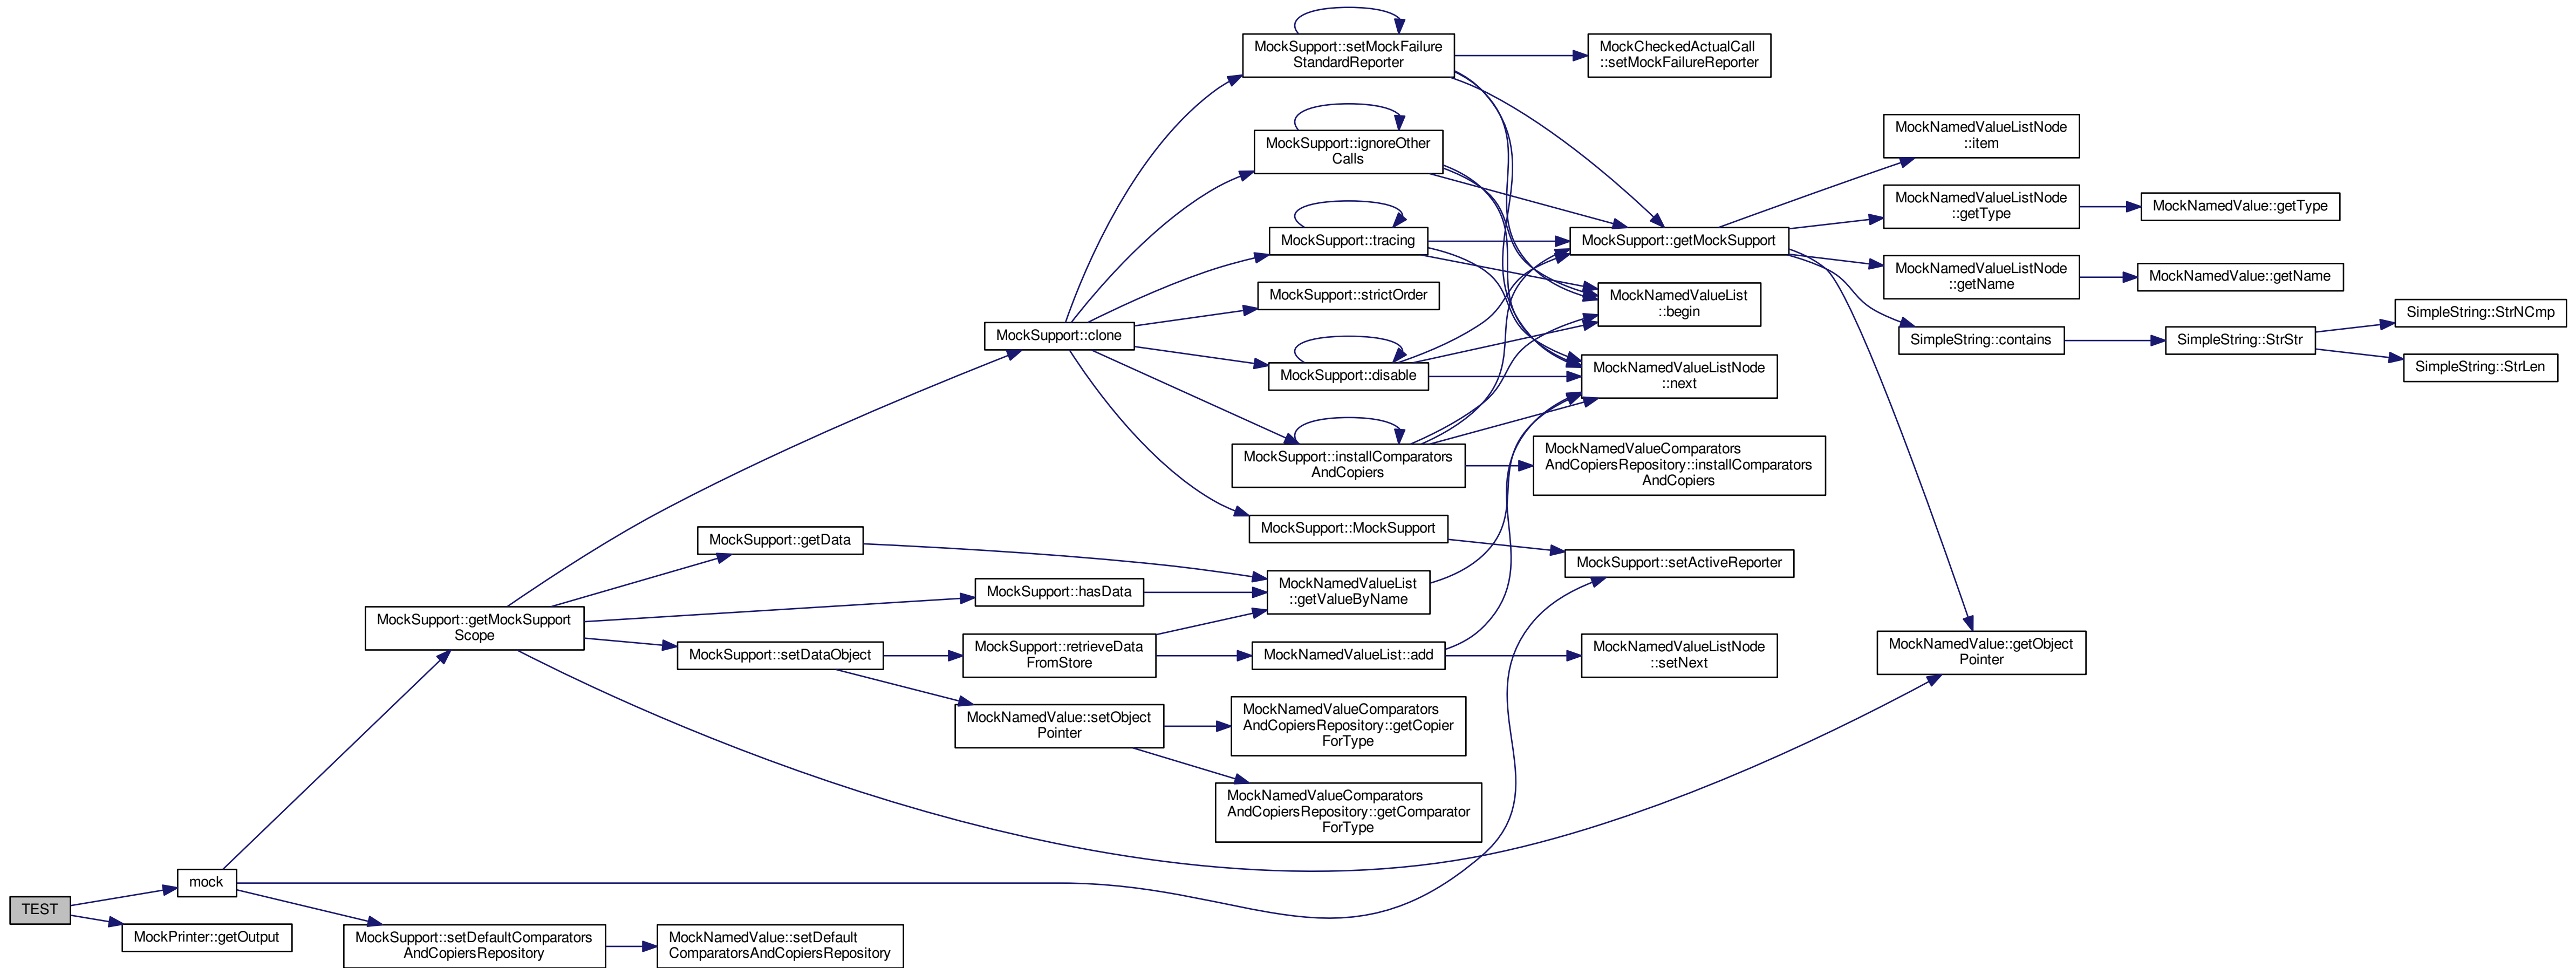 MockSupport::setMockFailure
StandardReporter
MockCheckedActualCall
::setMockFailureReporter
MockSupport::ignoreOther
Calls
MockNamedValueListNode
::item
MockNamedValueListNode
::getType
MockNamedValue::getType
MockSupport::tracing
MockSupport::getMockSupport
MockNamedValueListNode
::getName
MockNamedValue::getName
MockSupport::strictOrder
MockNamedValueList
::begin
SimpleString::StrNCmp
MockSupport::clone
SimpleString::contains
SimpleString::StrStr
SimpleString::StrLen
MockSupport::disable
MockNamedValueListNode
::next
MockSupport::installComparators
AndCopiers
MockNamedValueComparators
AndCopiersRepository::installComparators
AndCopiers
MockSupport::MockSupport
MockSupport::getData
MockSupport::setActiveReporter
MockSupport::hasData
MockNamedValueList
::getValueByName
MockSupport::getMockSupport
Scope
MockSupport::setDataObject
MockSupport::retrieveData
FromStore
MockNamedValueList::add
MockNamedValueListNode
::setNext
MockNamedValue::getObject
Pointer
MockNamedValue::setObject
Pointer
MockNamedValueComparators
AndCopiersRepository::getCopier
ForType
MockNamedValueComparators
AndCopiersRepository::getComparator
ForType
mock
TEST
MockPrinter::getOutput
MockSupport::setDefaultComparators
AndCopiersRepository
MockNamedValue::setDefault
ComparatorsAndCopiersRepository